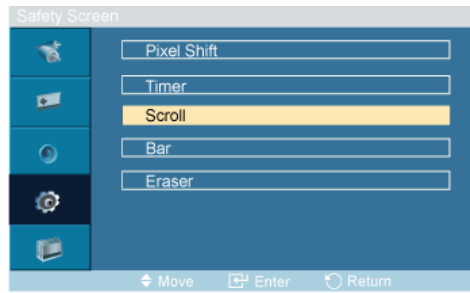 Safety Screen
Pixel Shift
Timer
Scroll
Bar
Eraser
Move Enter Return